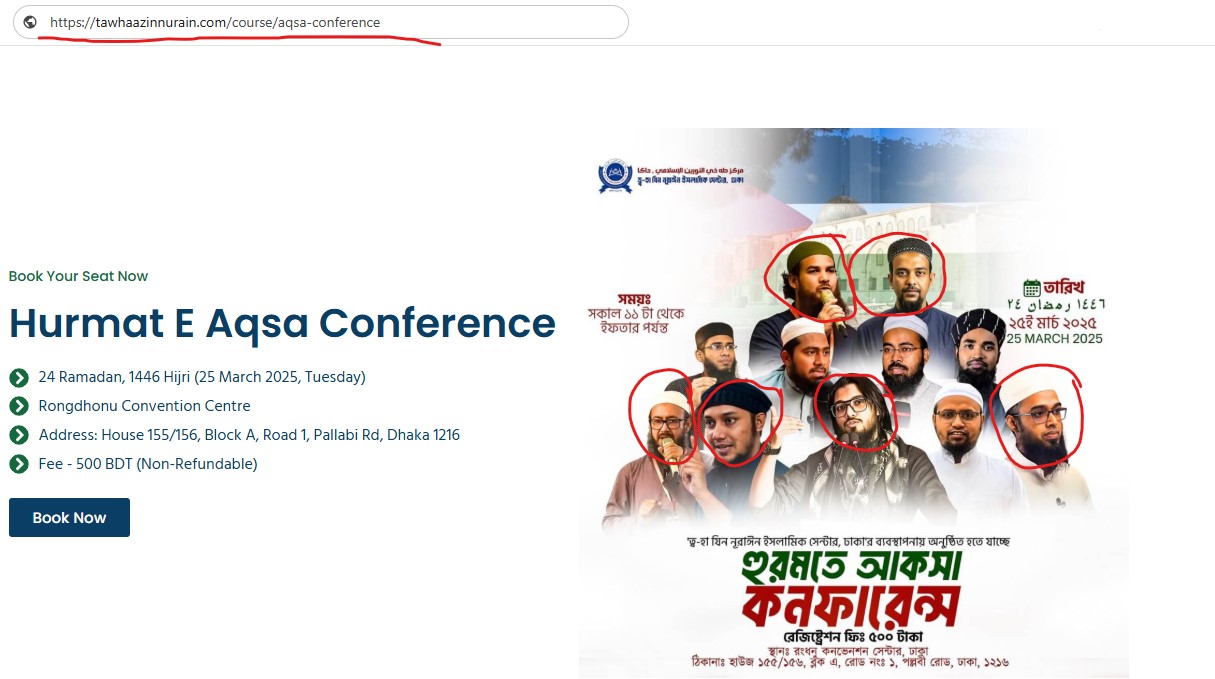 https://tawhaazinnurain.com/course/aqsa-conference
مركز طه ذي النورين الإسلامي . داكا
ত্ব-হা যিন নূরাঈন ইসলামিক সেন্টার, ঢাকা
Book Your Seat Now
Hurmat E Aqsa Conference
24 Ramadan, 1446 Hijri (25 March 2025, Tuesday)
Rongdhonu Convention Centre
Address: House 155/156, Block A, Road 1, Pallabi Rd, Dhaka 1216
Fee - 500 BDT (Non-Refundable)
Book Now
সময়ঃ
সকাল ১১ টা থেকে
ইফতার পর্যন্ত
তারিখ
٢٤ رمضان ١٤٤٦
২৫ই মার্চ ২০২৫
25 MARCH 2025
'ত্ব-হা যিন নূরাঈন ইসলামিক সেন্টার, ঢাকা'র ব্যবস্থাপনায় অনুষ্ঠিত হতে যাচ্ছে
হুরমতে আকসা
কনফারেন্স
রেজিষ্ট্রেশন ফিঃ ৫০০ টাকা
স্থানঃ রংধনু কনভেনশন সেন্টার, ঢাকা
ঠিকানাঃ হাউজ ১৫৫/১৫৬, ব্লক এ, রোড নংঃ ১, পল্লবী রোড, ঢাকা, ১২১৬